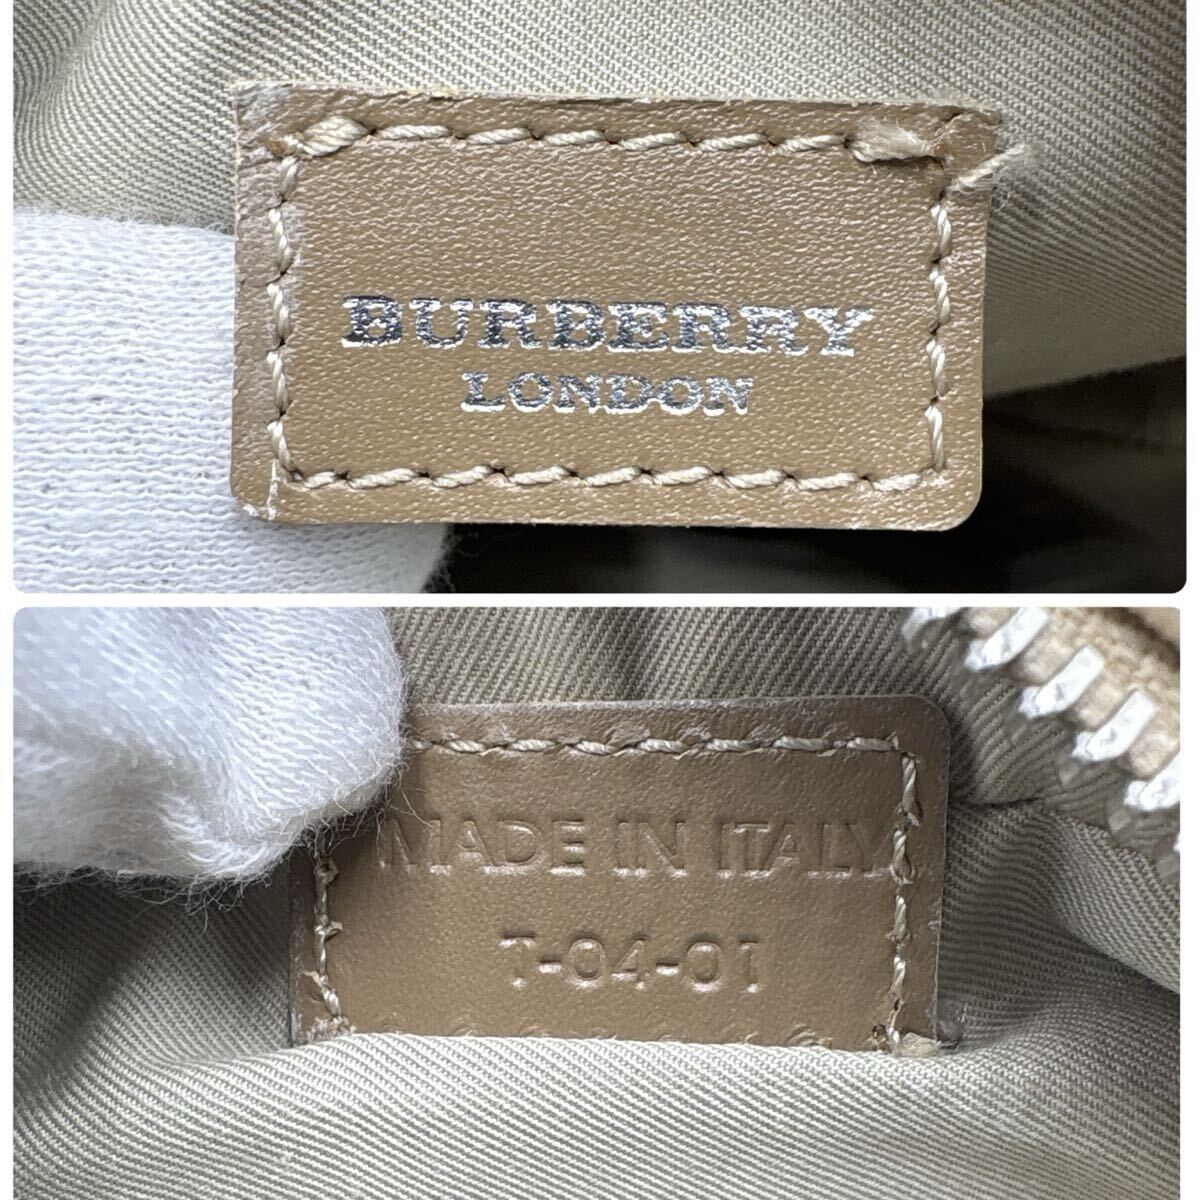 BURBERRY
LONDON
MADE IN ITALY
T-04-01